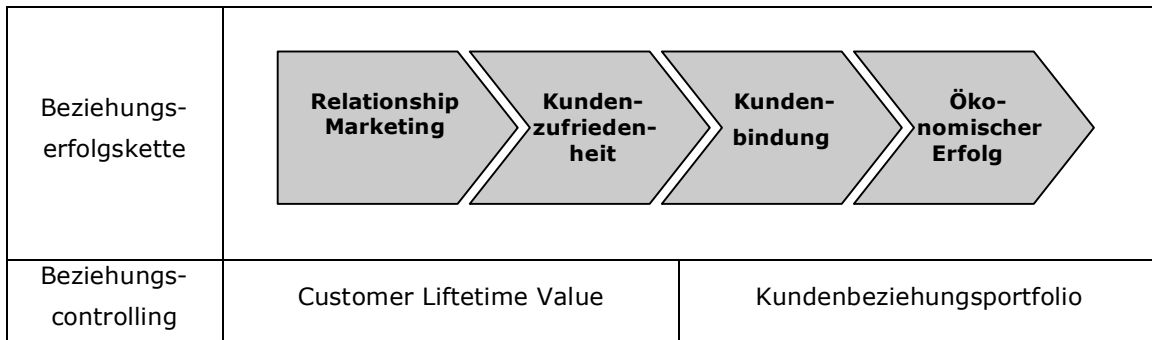 Beziehungs-
erfolgskette
Relationship
Marketing
Kunden-
zufrieden-
heit
Kunden-
bindung
Öko-
nomischer
Erfolg
Beziehungs-
controlling
Customer Liftetime Value
Kundenbeziehungsportfolio